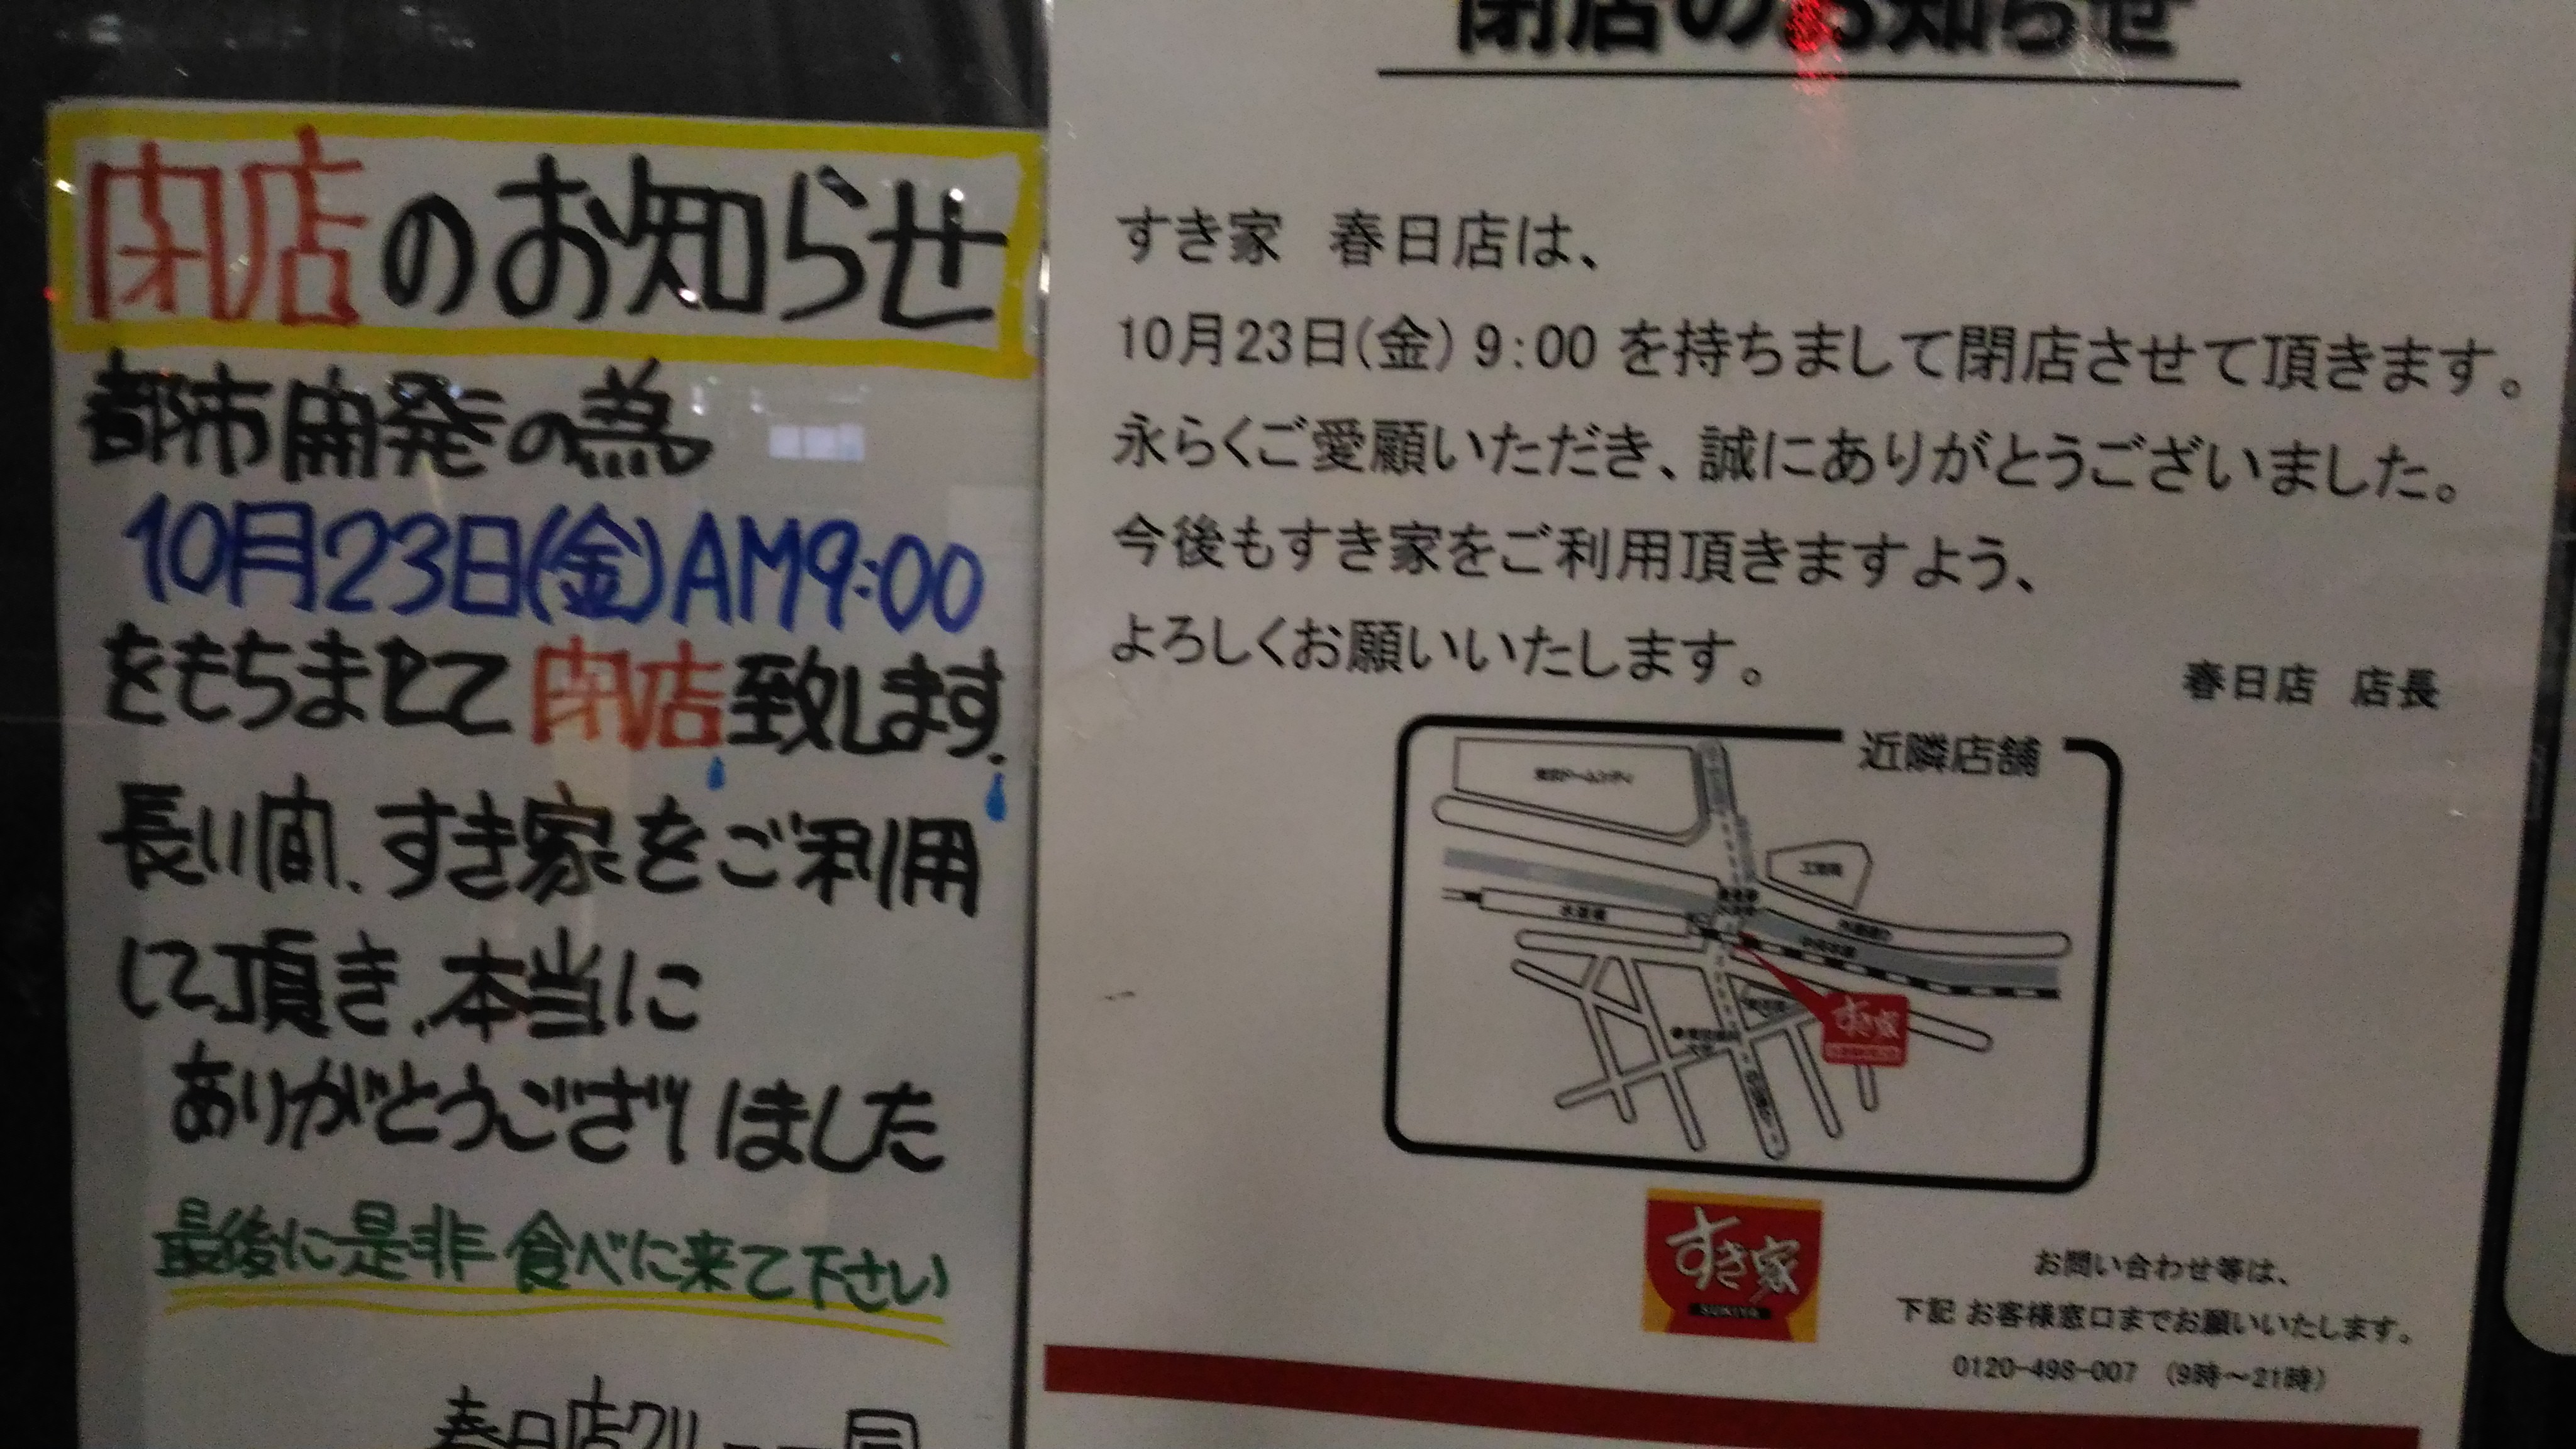 閉店のお知らせ
都市開発の為
10月23日(金)AM9:00
をもちまして閉店致します.
長い間、すき家をご利用
して頂き、本当に
ありがとうございました
最後に是非食べに来て下さい
春日店クルー一同
閉店のお知らせ
すき家 春日店は、
10月23日(金) 9:00 を持ちまして閉店させて頂きます。
永らくご愛願いただき、誠にありがとうございました。
今後もすき家をご利用頂きますよう、
よろしくお願いいたします。
春日店 店長
近隣店舗
東京ドームシティ
すき家
すき家
SUKIYA
お問い合わせ等は、
下記 お客様窓口までお願いいたします。
0120-498-007 (9時～21時)